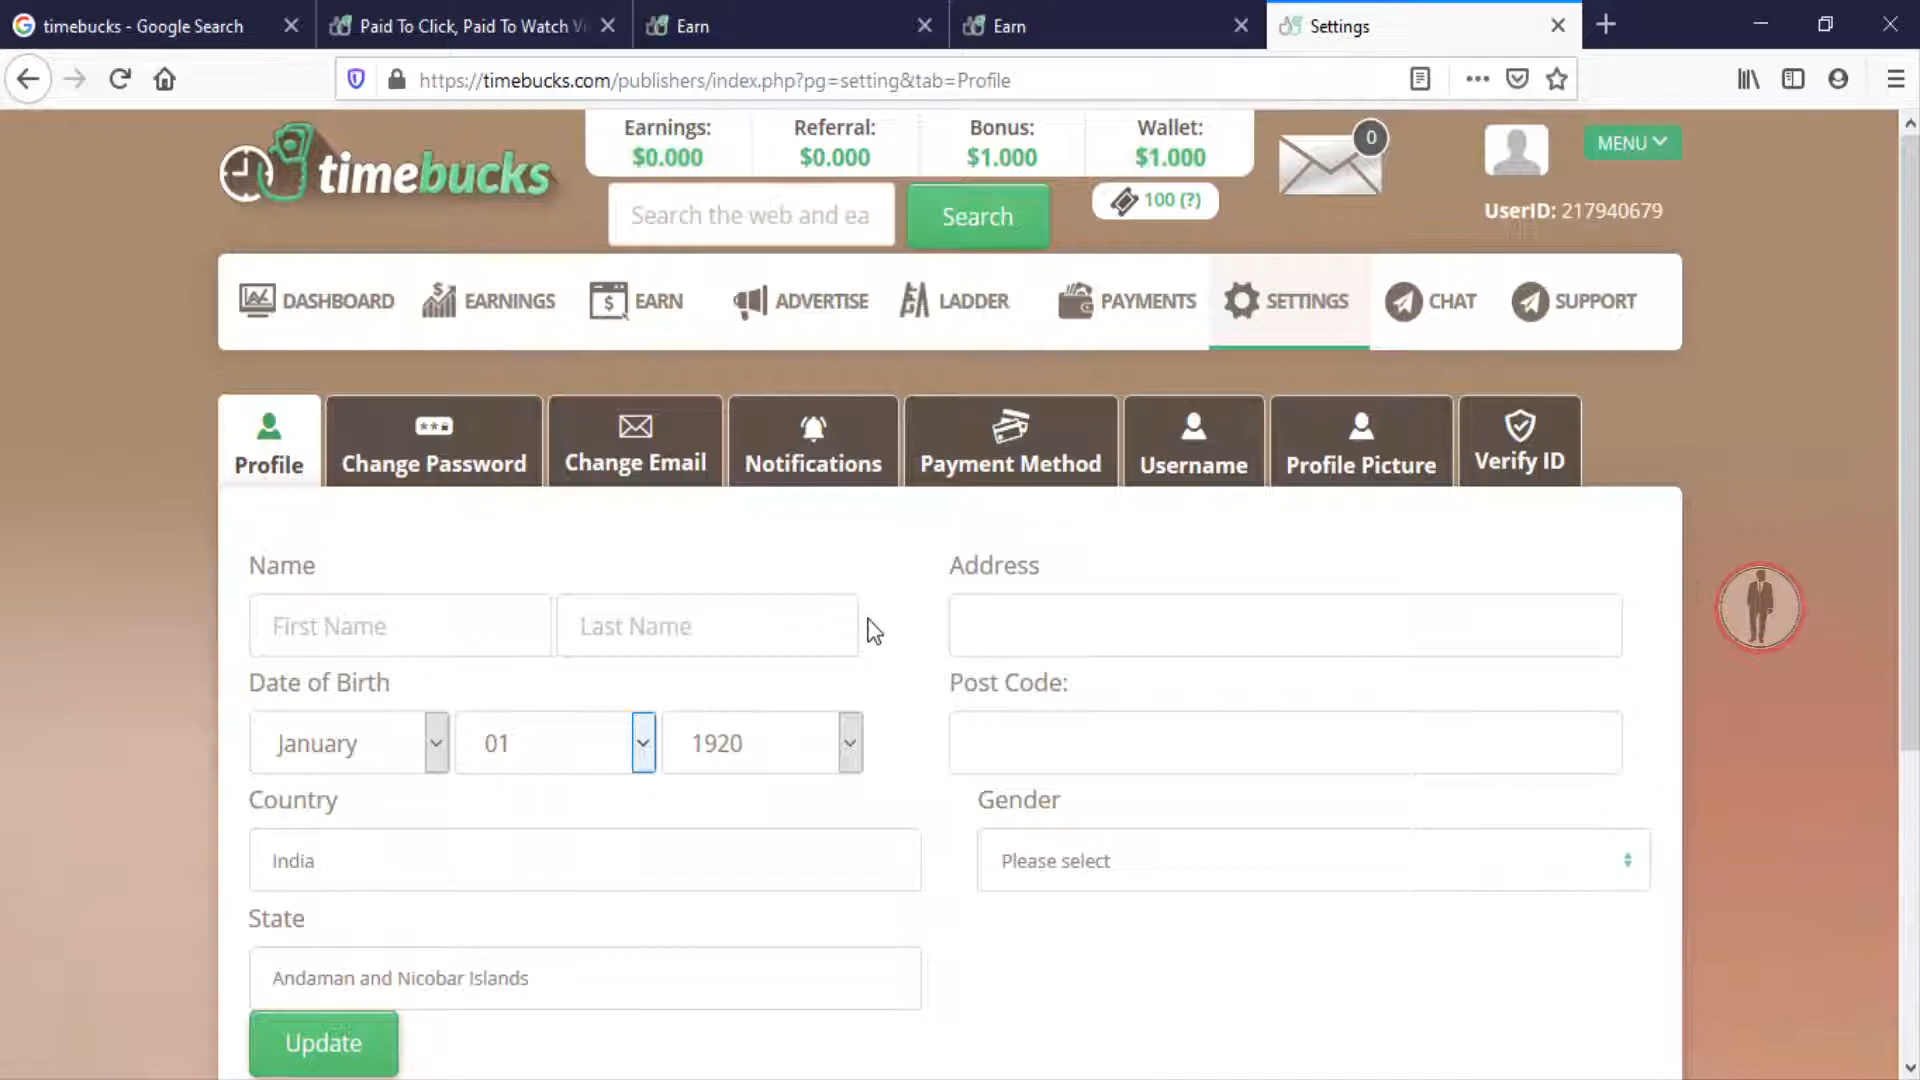 timebucks - Google Search
Paid To Click, Paid To Watch Vi
Earn
Earn
Settings
https://timebucks.com/publishers/index.php?pg=setting&tab=Profile
timebucks
Earnings:
$0.000
Referral:
$0.000
Bonus:
$1.000
Wallet:
$1.000
0
MENU
Search the web and ea
Search
100 (?)
UserID: 217940679
DASHBOARD
EARNINGS
EARN
ADVERTISE
LADDER
PAYMENTS
SETTINGS
CHAT
SUPPORT
Profile
Change Password
Change Email
Notifications
Payment Method
Username
Profile Picture
Verify ID
Name
Address
First Name
Last Name
Date of Birth
Post Code:
January
01
1920
Country
Gender
India
Please select
State
Andaman and Nicobar Islands
Update